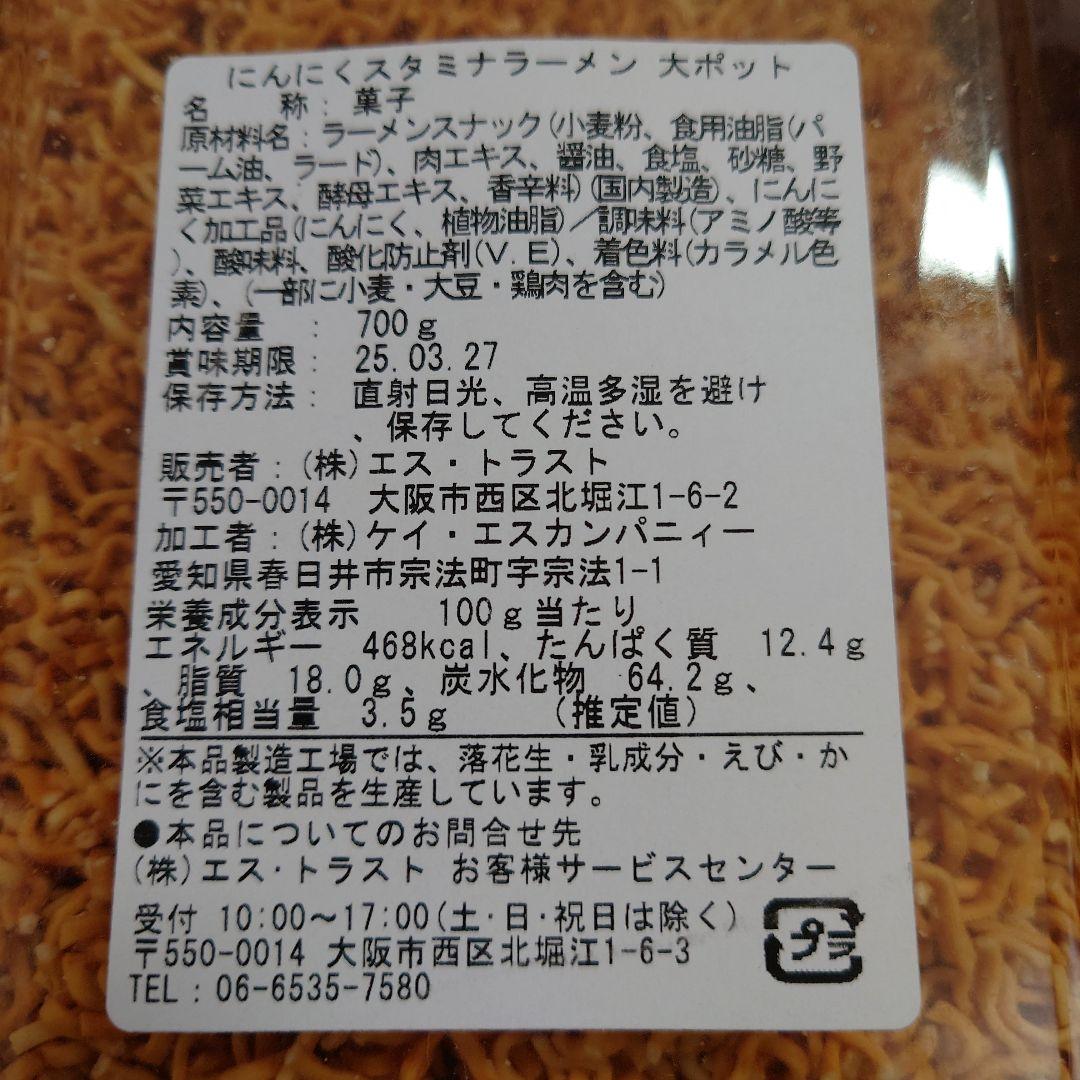 にんにくスタミナラーメン 大ポット
名　　称： 菓子
原材料名：ラーメンスナック(小麦粉、食用油脂(パ
ーム油、ラード)、肉エキス、醤油、食塩、砂糖、野
菜エキス、酵母エキス、香辛料)(国内製造)、にんに
く加工品(にんにく、植物油脂)／調味料(アミノ酸等
)、酸味料、酸化防止剤(V.E)、着色料(カラメル色
素)、(一部に小麦・大豆・鶏肉を含む)
内容量　： 700g
賞味期限： 25.03.27
保存方法： 直射日光、高温多湿を避け
、保存してください。
販売者：(株)エス・トラスト
〒550-0014 大阪市西区北堀江1-6-2
加工者：(株)ケイ・エスカンパニィー
愛知県春日井市宗法町字宗法1-1
栄養成分表示　　100g当たり
エネルギー 468kcal、たんぱく質 12.4g
、脂質 18.0g、炭水化物 64.2g、
食塩相当量 3.5g　　(推定値)
※本品製造工場では、落花生・乳成分・えび・か
にを含む製品を生産しています。
●本品についてのお問合せ先
(株)エス・トラスト お客様サービスセンター
受付 10:00～17:00(土・日・祝日は除く)
〒550-0014 大阪市西区北堀江1-6-3
TEL：06-6535-7580
プラ